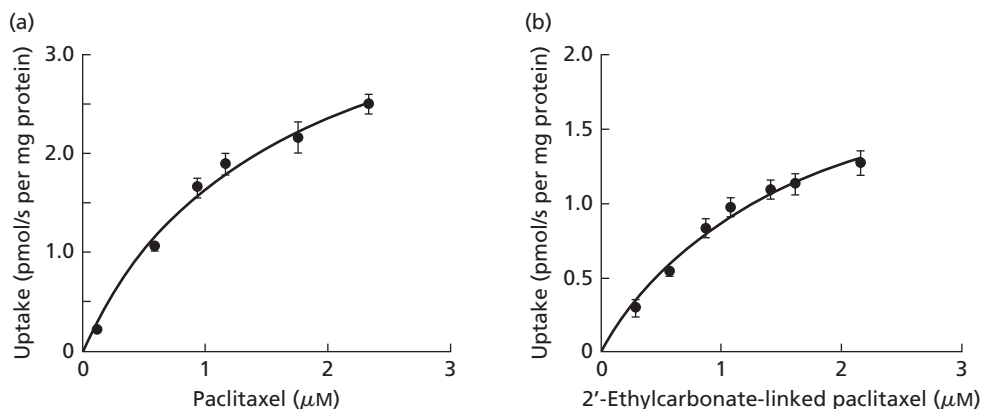 (a)
3.0
2.0
1.0
0
Uptake (pmol/s per mg protein)
0 1 2 3
Paclitaxel (μM)
(b)
2.0
1.5
1.0
0.5
0
Uptake (pmol/s per mg protein)
0 1 2 3
2′-Ethylcarbonate-linked paclitaxel (μM)